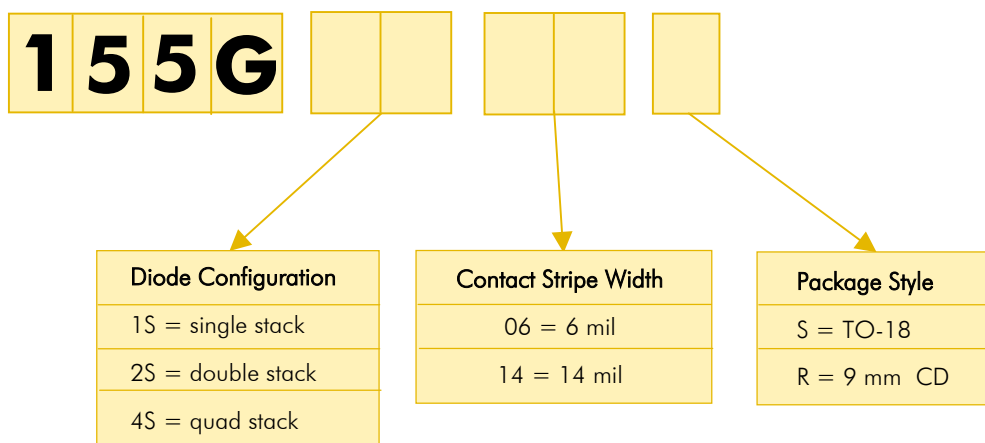 155G
Diode Configuration
1S = single stack
2S = double stack
4S = quad stack
Contact Stripe Width
06 = 6 mil
14 = 14 mil
Package Style
S = TO-18
R = 9 mm CD